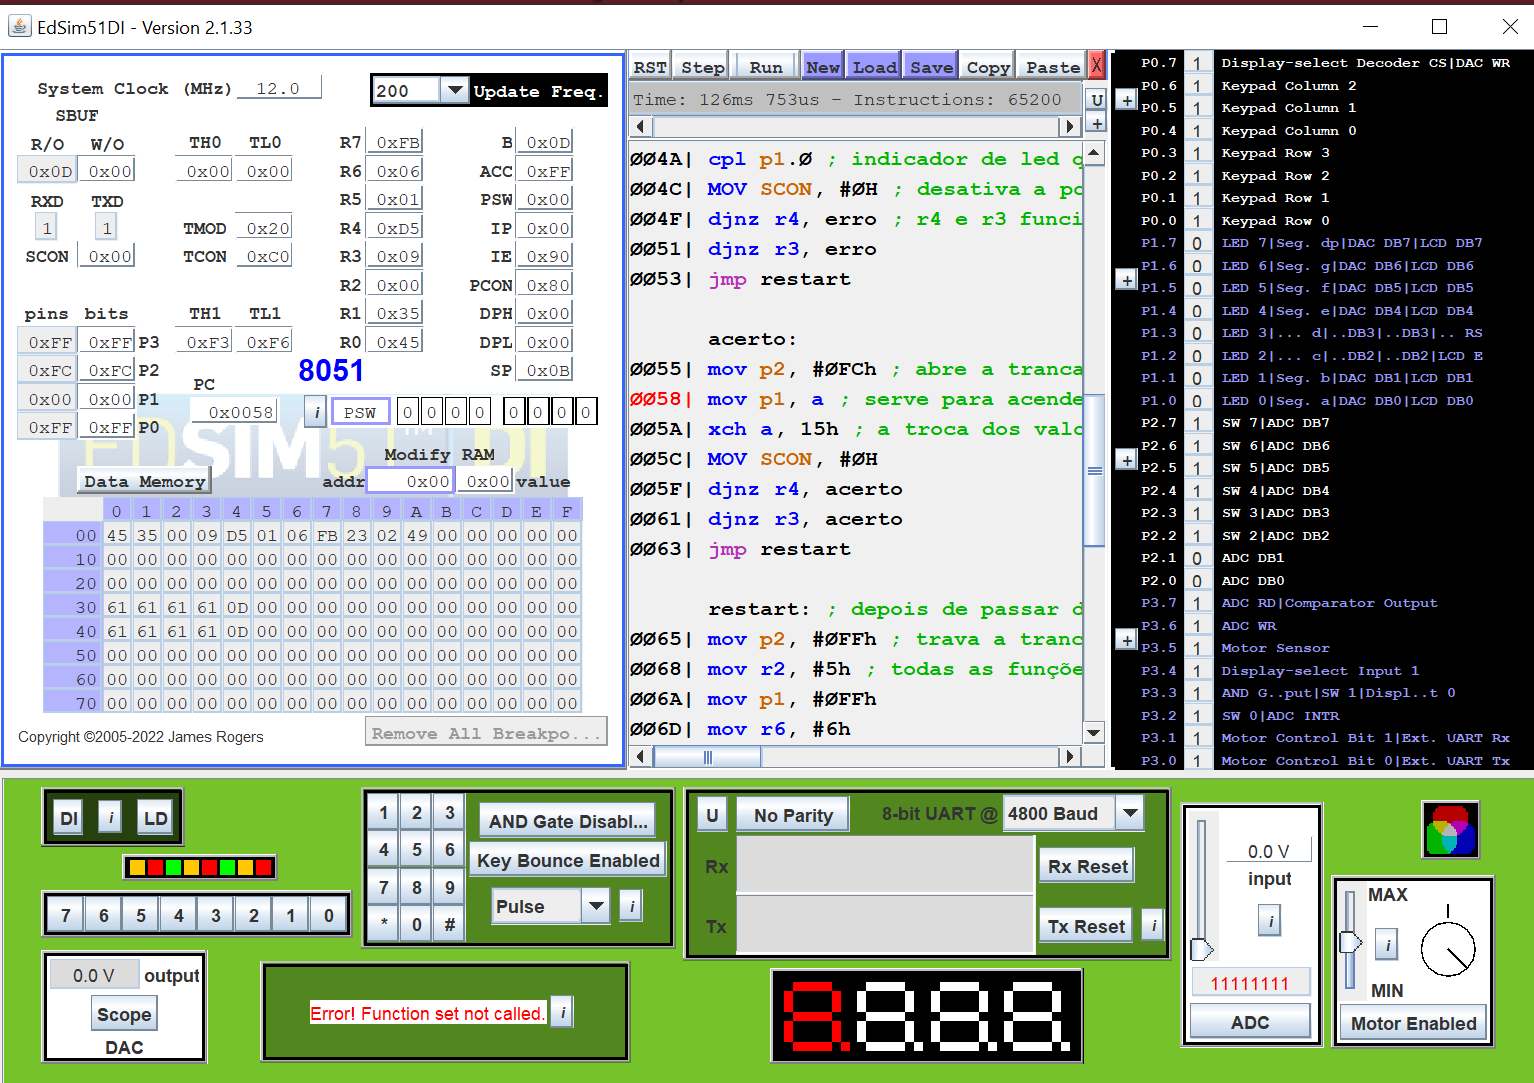 EdSim51DI - Version 2.1.33
System Clock (MHz) 12.0 200 Update Freq.
SBUF
R/O W/O TH0 TL0 R7 0xFB B 0x0D
0x0D 0x00 0x00 0x00 R6 0x06 ACC 0xFF
RXD TXD R5 0x01 PSW 0x00
1 1 TMOD 0x20 R4 0xD5 IP 0x00
SCON 0x00 TCON 0xC0 R3 0x09 IE 0x90
R2 0x00 PCON 0x80
pins bits TH1 TL1 R1 0x35 DPH 0x00
0xFF 0xFF P3 0xF3 0xF6 R0 0x45 DPL 0x00
0xFC 0xFC P2 8051 SP 0x0B
0x00 0x00 P1 PC 0x0058 i PSW 0 0 0 0 0 0 0 0
0xFF 0xFF P0
EDSIM51 DI
TM
Modify RAM
Data Memory addr 0x00 0x00 value
0 1 2 3 4 5 6 7 8 9 A B C D E F
00 45 35 00 09 D5 01 06 FB 23 02 49 00 00 00 00 00
10 00 00 00 00 00 00 00 00 00 00 00 00 00 00 00 00
20 00 00 00 00 00 00 00 00 00 00 00 00 00 00 00 00
30 61 61 61 61 0D 00 00 00 00 00 00 00 00 00 00 00
40 61 61 61 61 0D 00 00 00 00 00 00 00 00 00 00 00
50 00 00 00 00 00 00 00 00 00 00 00 00 00 00 00 00
60 00 00 00 00 00 00 00 00 00 00 00 00 00 00 00 00
70 00 00 00 00 00 00 00 00 00 00 00 00 00 00 00 00
Copyright ©2005-2022 James Rogers Remove All Breakpo...
RST Step Run New Load Save Copy Paste X
Time: 126ms 753us - Instructions: 65200 U
+
004A| cpl p1.0 ; indicador de led q
004C| MOV SCON, #0H ; desativa a po
004F| djnz r4, erro ; r4 e r3 funci
0051| djnz r3, erro
0053| jmp restart
acerto:
0055| mov p2, #0FCh ; abre a tranca
0058| mov p1, a ; serve para acende
005A| xch a, 15h ; a troca dos valo
005C| MOV SCON, #0H
005F| djnz r4, acerto
0061| djnz r3, acerto
0063| jmp restart
restart: ; depois de passar d
0065| mov p2, #0FFh ; trava a tranc
0068| mov r2, #5h ; todas as funçõe
006A| mov p1, #0FFh
006D| mov r6, #6h
P0.7 1 Display-select Decoder CS|DAC WR
+ P0.6 1 Keypad Column 2
P0.5 1 Keypad Column 1
P0.4 1 Keypad Column 0
P0.3 1 Keypad Row 3
P0.2 1 Keypad Row 2
P0.1 1 Keypad Row 1
P0.0 1 Keypad Row 0
P1.7 0 LED 7|Seg. dp|DAC DB7|LCD DB7
+ P1.6 0 LED 6|Seg. g|DAC DB6|LCD DB6
P1.5 0 LED 5|Seg. f|DAC DB5|LCD DB5
P1.4 0 LED 4|Seg. e|DAC DB4|LCD DB4
P1.3 0 LED 3|... d|..DB3|..DB3|.. RS
P1.2 0 LED 2|... c|..DB2|..DB2|LCD E
P1.1 0 LED 1|Seg. b|DAC DB1|LCD DB1
P1.0 0 LED 0|Seg. a|DAC DB0|LCD DB0
P2.7 1 SW 7|ADC DB7
+ P2.6 1 SW 6|ADC DB6
P2.5 1 SW 5|ADC DB5
P2.4 1 SW 4|ADC DB4
P2.3 1 SW 3|ADC DB3
P2.2 1 SW 2|ADC DB2
P2.1 0 ADC DB1
P2.0 0 ADC DB0
P3.7 1 ADC RD|Comparator Output
+ P3.6 1 ADC WR
P3.5 1 Motor Sensor
P3.4 1 Display-select Input 1
P3.3 1 AND G..put|SW 1|Displ..t 0
P3.2 1 SW 0|ADC INTR
P3.1 1 Motor Control Bit 1|Ext. UART Rx
P3.0 1 Motor Control Bit 0|Ext. UART Tx
DI i LD
7 6 5 4 3 2 1 0
0.0 V output
Scope
DAC
1 2 3
4 5 6
7 8 9
* 0 #
AND Gate Disabl...
Key Bounce Enabled
Pulse i
Error! Function set not called. i
U No Parity 8-bit UART @ 4800 Baud
Rx Rx Reset
Tx Tx Reset i
8.8.8.8.
0.0 V
input
i
11111111
ADC
MAX
i
MIN
Motor Enabled